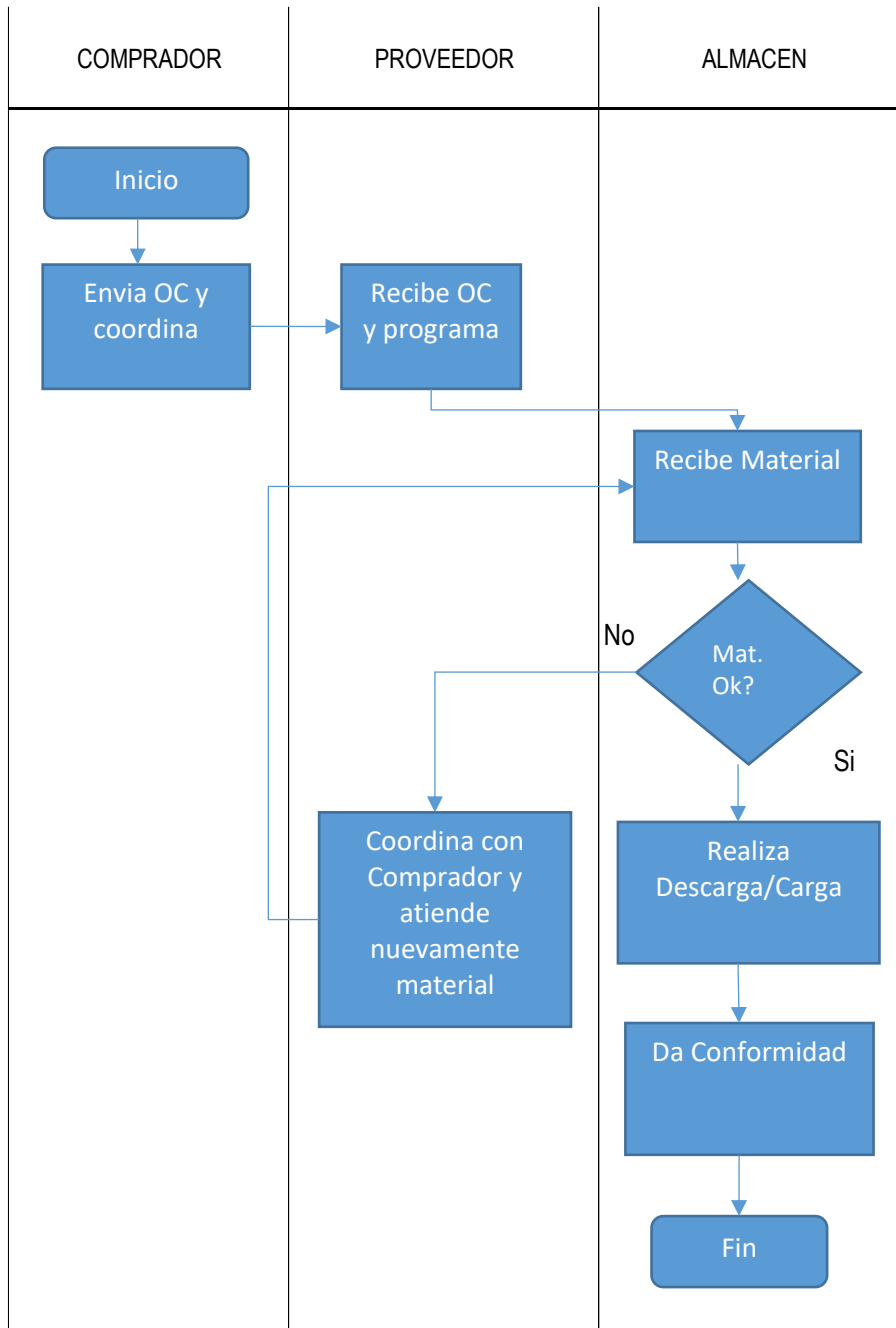 COMPRADOR
PROVEEDOR
ALMACEN
Inicio
Envia OC y
coordina
Recibe OC
y programa
Recibe Material
No
Mat.
Ok?
Si
Coordina con
Comprador y
atiende
nuevamente
material
Realiza
Descarga/Carga
Da Conformidad
Fin